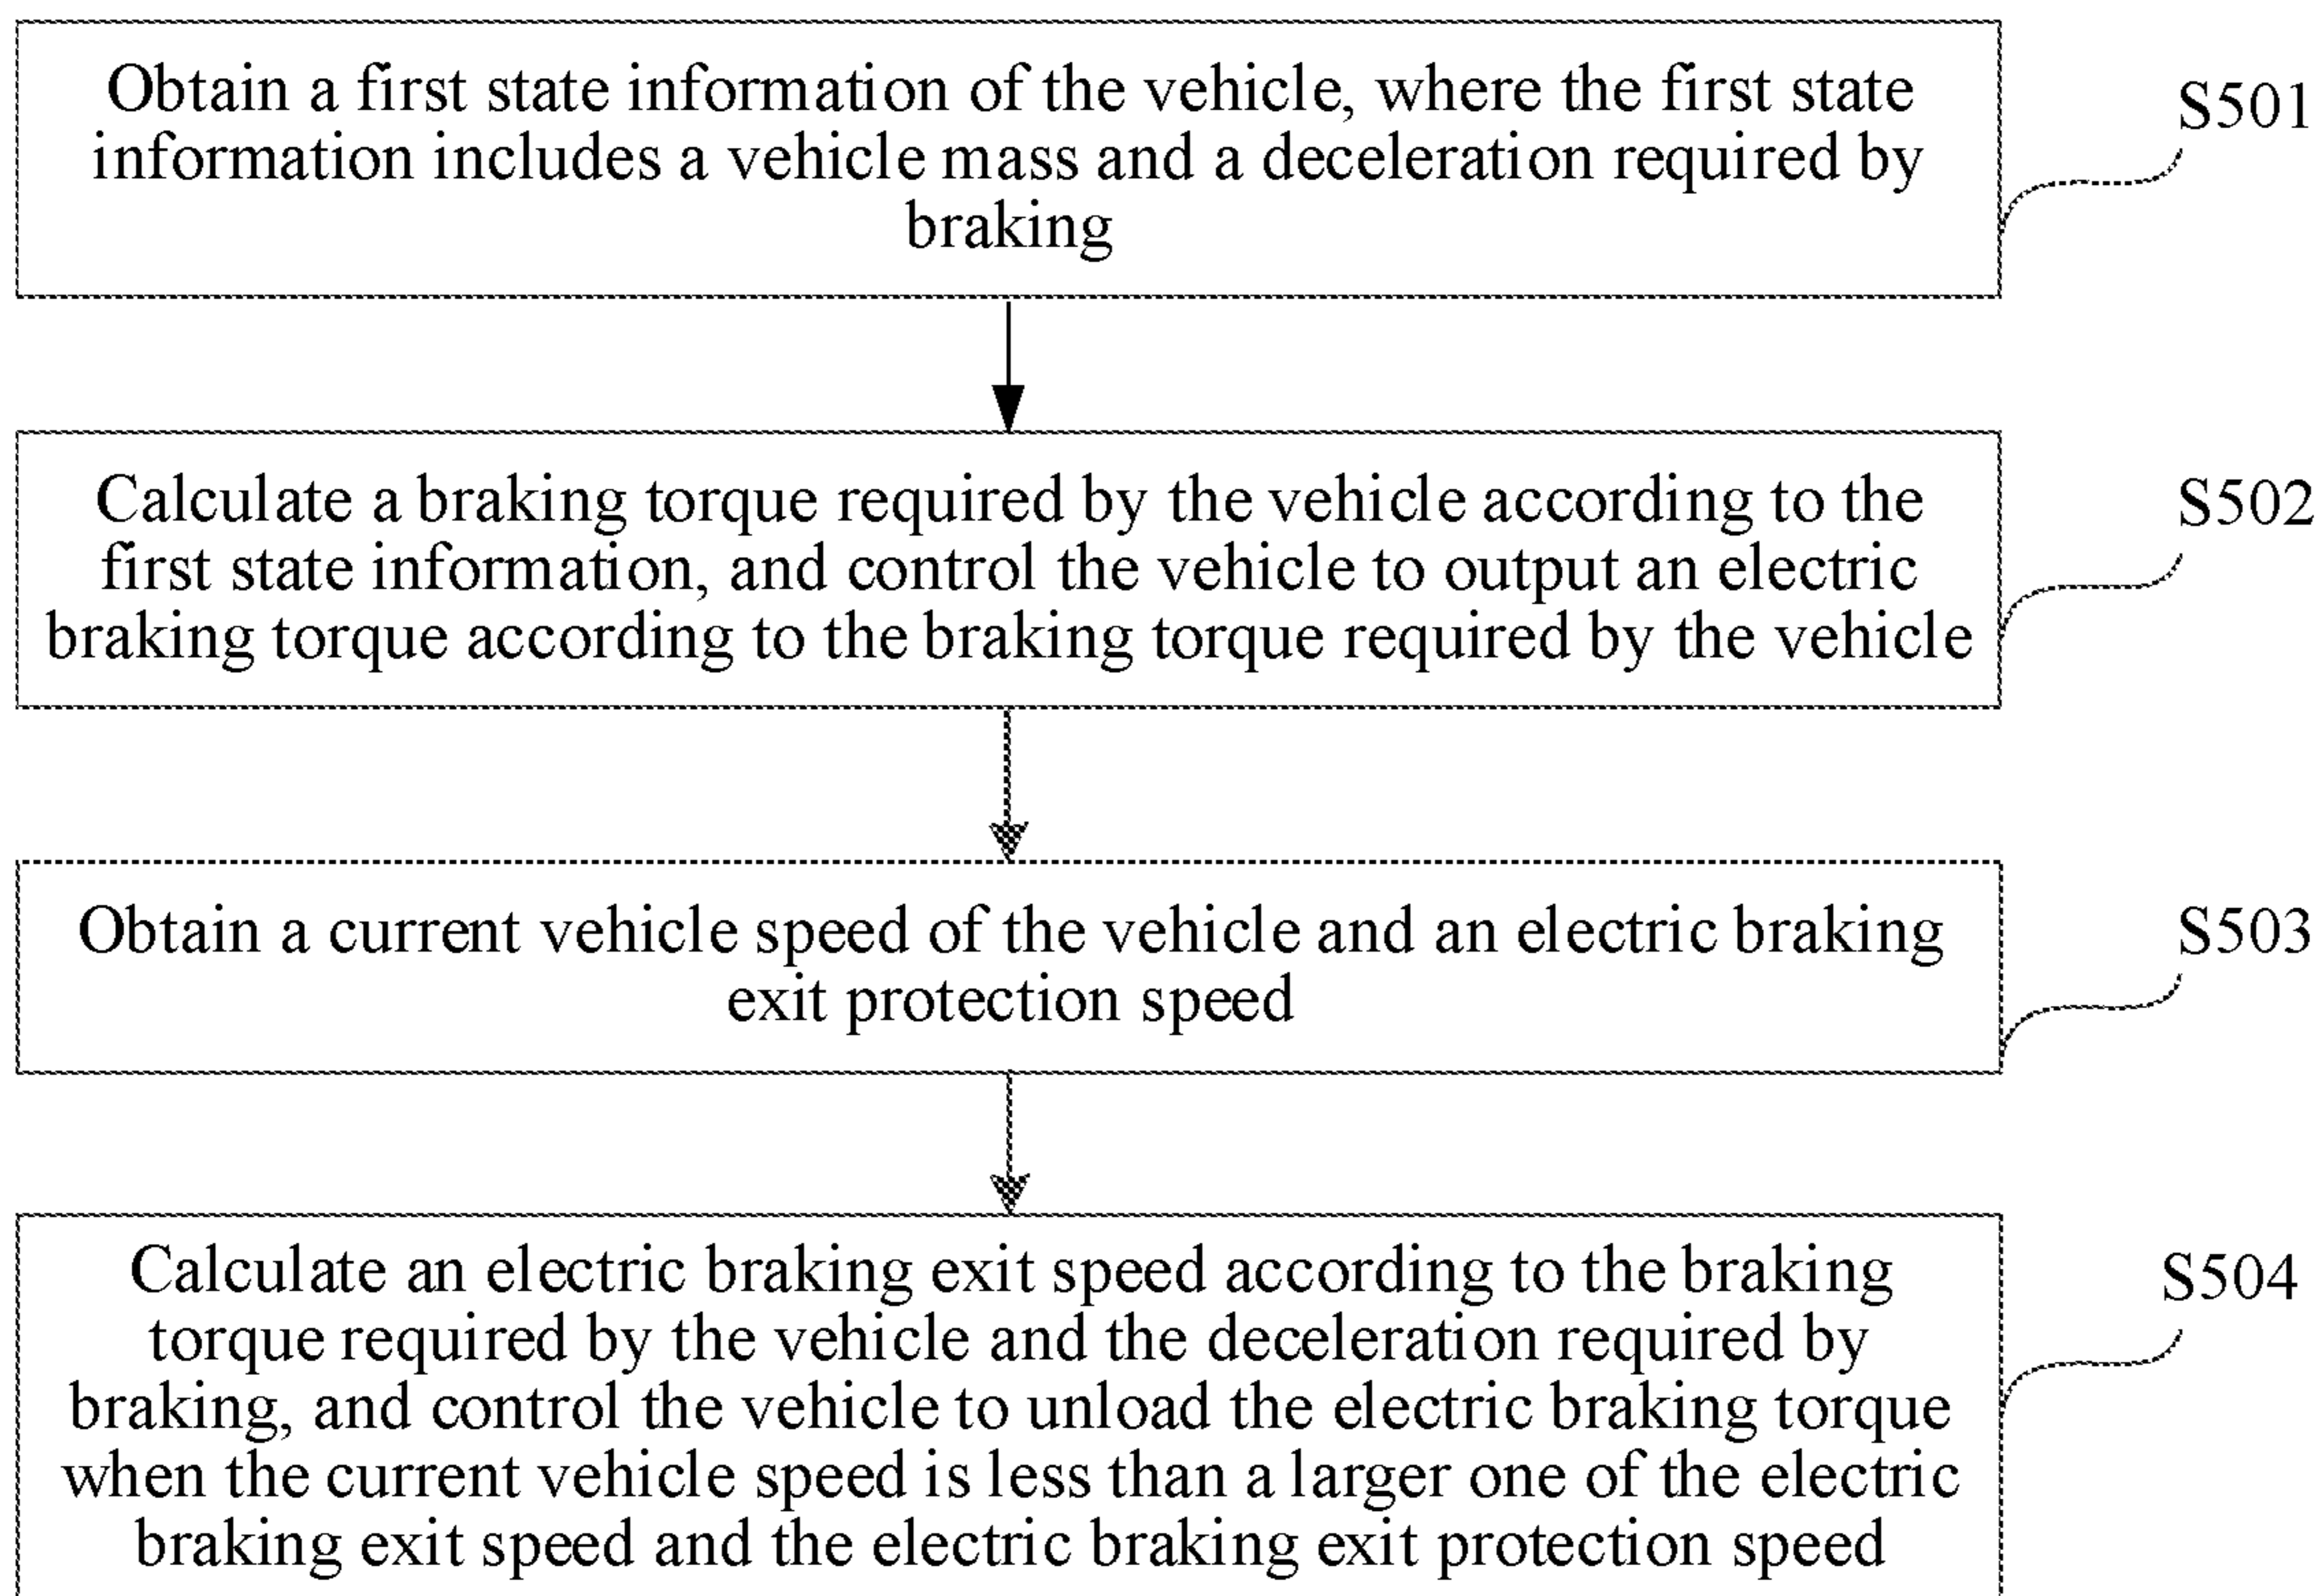 Obtain a first state information of the vehicle, where the first state
information includes a vehicle mass and a deceleration required by
braking
S501
Calculate a braking torque required by the vehicle according to the
first state information, and control the vehicle to output an electric
braking torque according to the braking torque required by the vehicle
S502
Obtain a current vehicle speed of the vehicle and an electric braking
exit protection speed
S503
Calculate an electric braking exit speed according to the braking
torque required by the vehicle and the deceleration required by
braking, and control the vehicle to unload the electric braking torque
when the current vehicle speed is less than a larger one of the electric
braking exit speed and the electric braking exit protection speed
S504